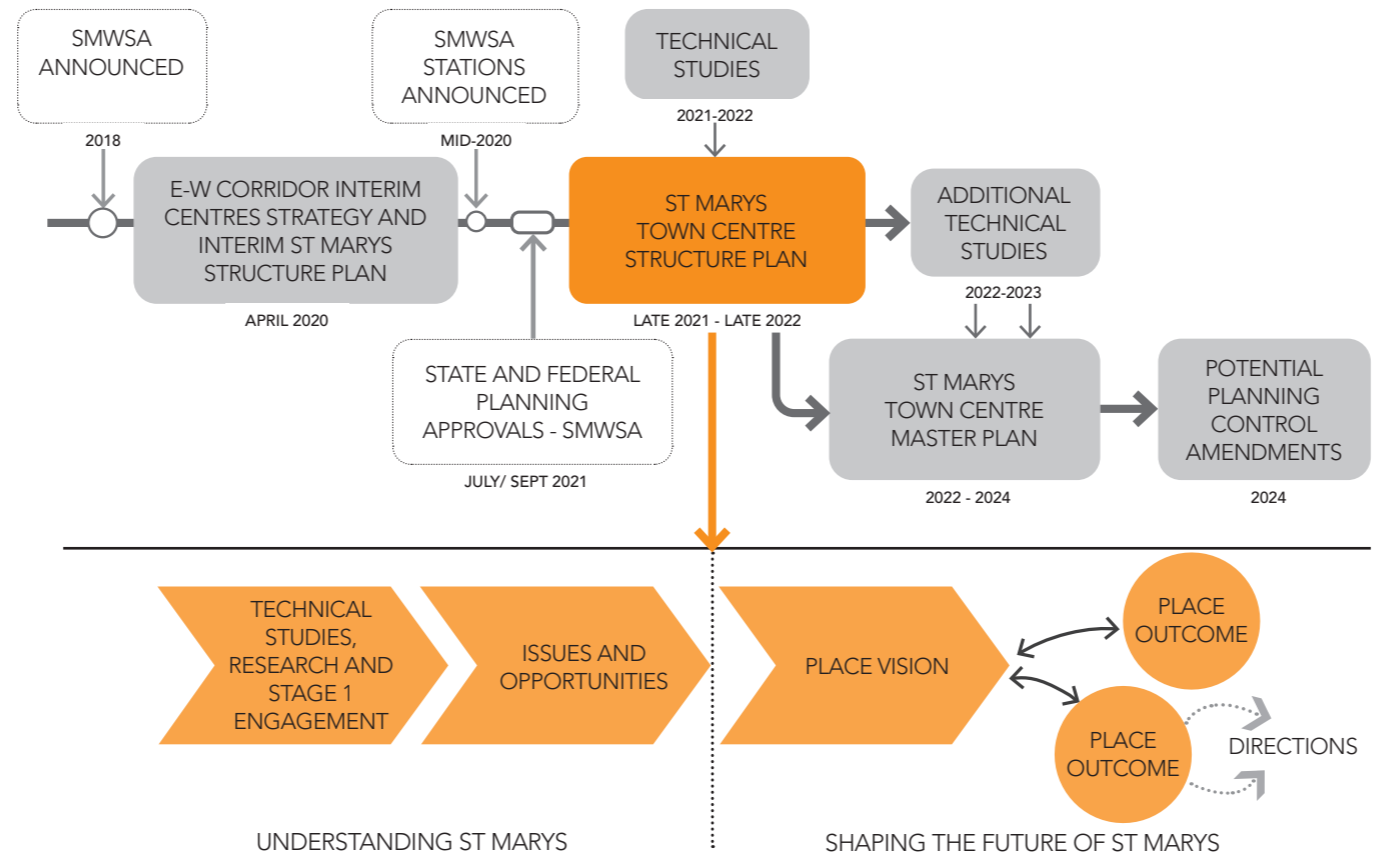 SMWSA
ANNOUNCED
2018
E-W CORRIDOR INTERIM
CENTRES STRATEGY AND
INTERIM ST MARYS
STRUCTURE PLAN
APRIL 2020
SMWSA
STATIONS
ANNOUNCED
MID-2020
STATE AND FEDERAL
PLANNING
APPROVALS - SMWSA
JULY/ SEPT 2021
TECHNICAL
STUDIES
2021-2022
ST MARYS
TOWN CENTRE
STRUCTURE PLAN
LATE 2021 - LATE 2022
ADDITIONAL
TECHNICAL
STUDIES
2022-2023
ST MARYS
TOWN CENTRE
MASTER PLAN
2022 - 2024
POTENTIAL
PLANNING
CONTROL
AMENDMENTS
2024
TECHNICAL
STUDIES,
RESEARCH AND
STAGE 1
ENGAGEMENT
ISSUES AND
OPPORTUNITIES
PLACE VISION
PLACE
OUTCOME
PLACE
OUTCOME
DIRECTIONS
UNDERSTANDING ST MARYS
SHAPING THE FUTURE OF ST MARYS